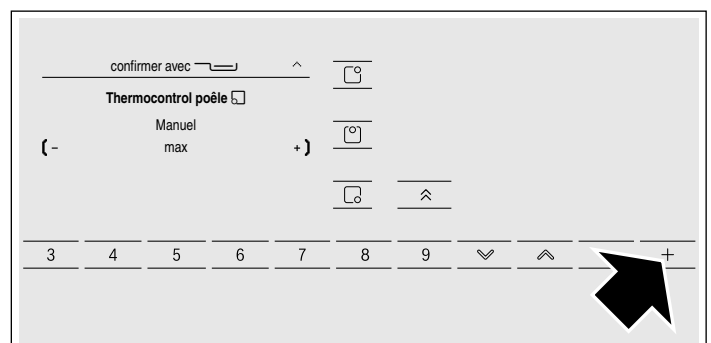 confirmer avec
Thermocontrol poêle
Manuel
- max +
3 4 5 6 7 8 9 +